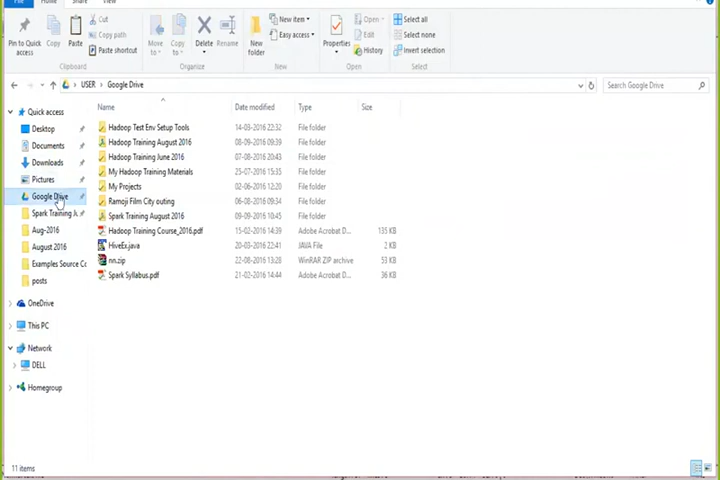 File Home Share View
Pin to Quick access
Copy
Paste
Cut
Copy path
Paste shortcut
Clipboard
Move to
Copy to
Delete
Rename
Organize
New folder
New item
Easy access
New
Properties
Open
Edit
History
Open
Select all
Select none
Invert selection
Select
USER Google Drive
Search Google Drive
Name Date modified Type Size
Quick access
Desktop
Documents
Downloads
Pictures
Google Drive
Spark Training Ju
Aug-2016
August 2016
Examples Source Cc
posts
OneDrive
This PC
Network
DELL
Homegroup
Hadoop Test Env Setup Tools 14-03-2016 22:32 File folder
Hadoop Training August 2016 08-09-2016 10:43 File folder
Hadoop Training June 2016 07-08-2016 20:43 File folder
My Hadoop Training Materials 25-07-2016 15:35 File folder
My Projects 02-06-2016 12:20 File folder
Ramoji Film City outing 06-08-2016 09:34 File folder
Spark Training August 2016 09-09-2016 10:45 File folder
Hadoop Training Course_2016.pdf 15-02-2016 14:39 Adobe Acrobat D... 135 KB
HiveEx.java 20-03-2016 22:41 JAVA File 2 KB
nn.zip 22-08-2016 13:28 WinRAR ZIP archive 53 KB
Spark Syllabus.pdf 21-02-2016 14:44 Adobe Acrobat D... 36 KB
11 items